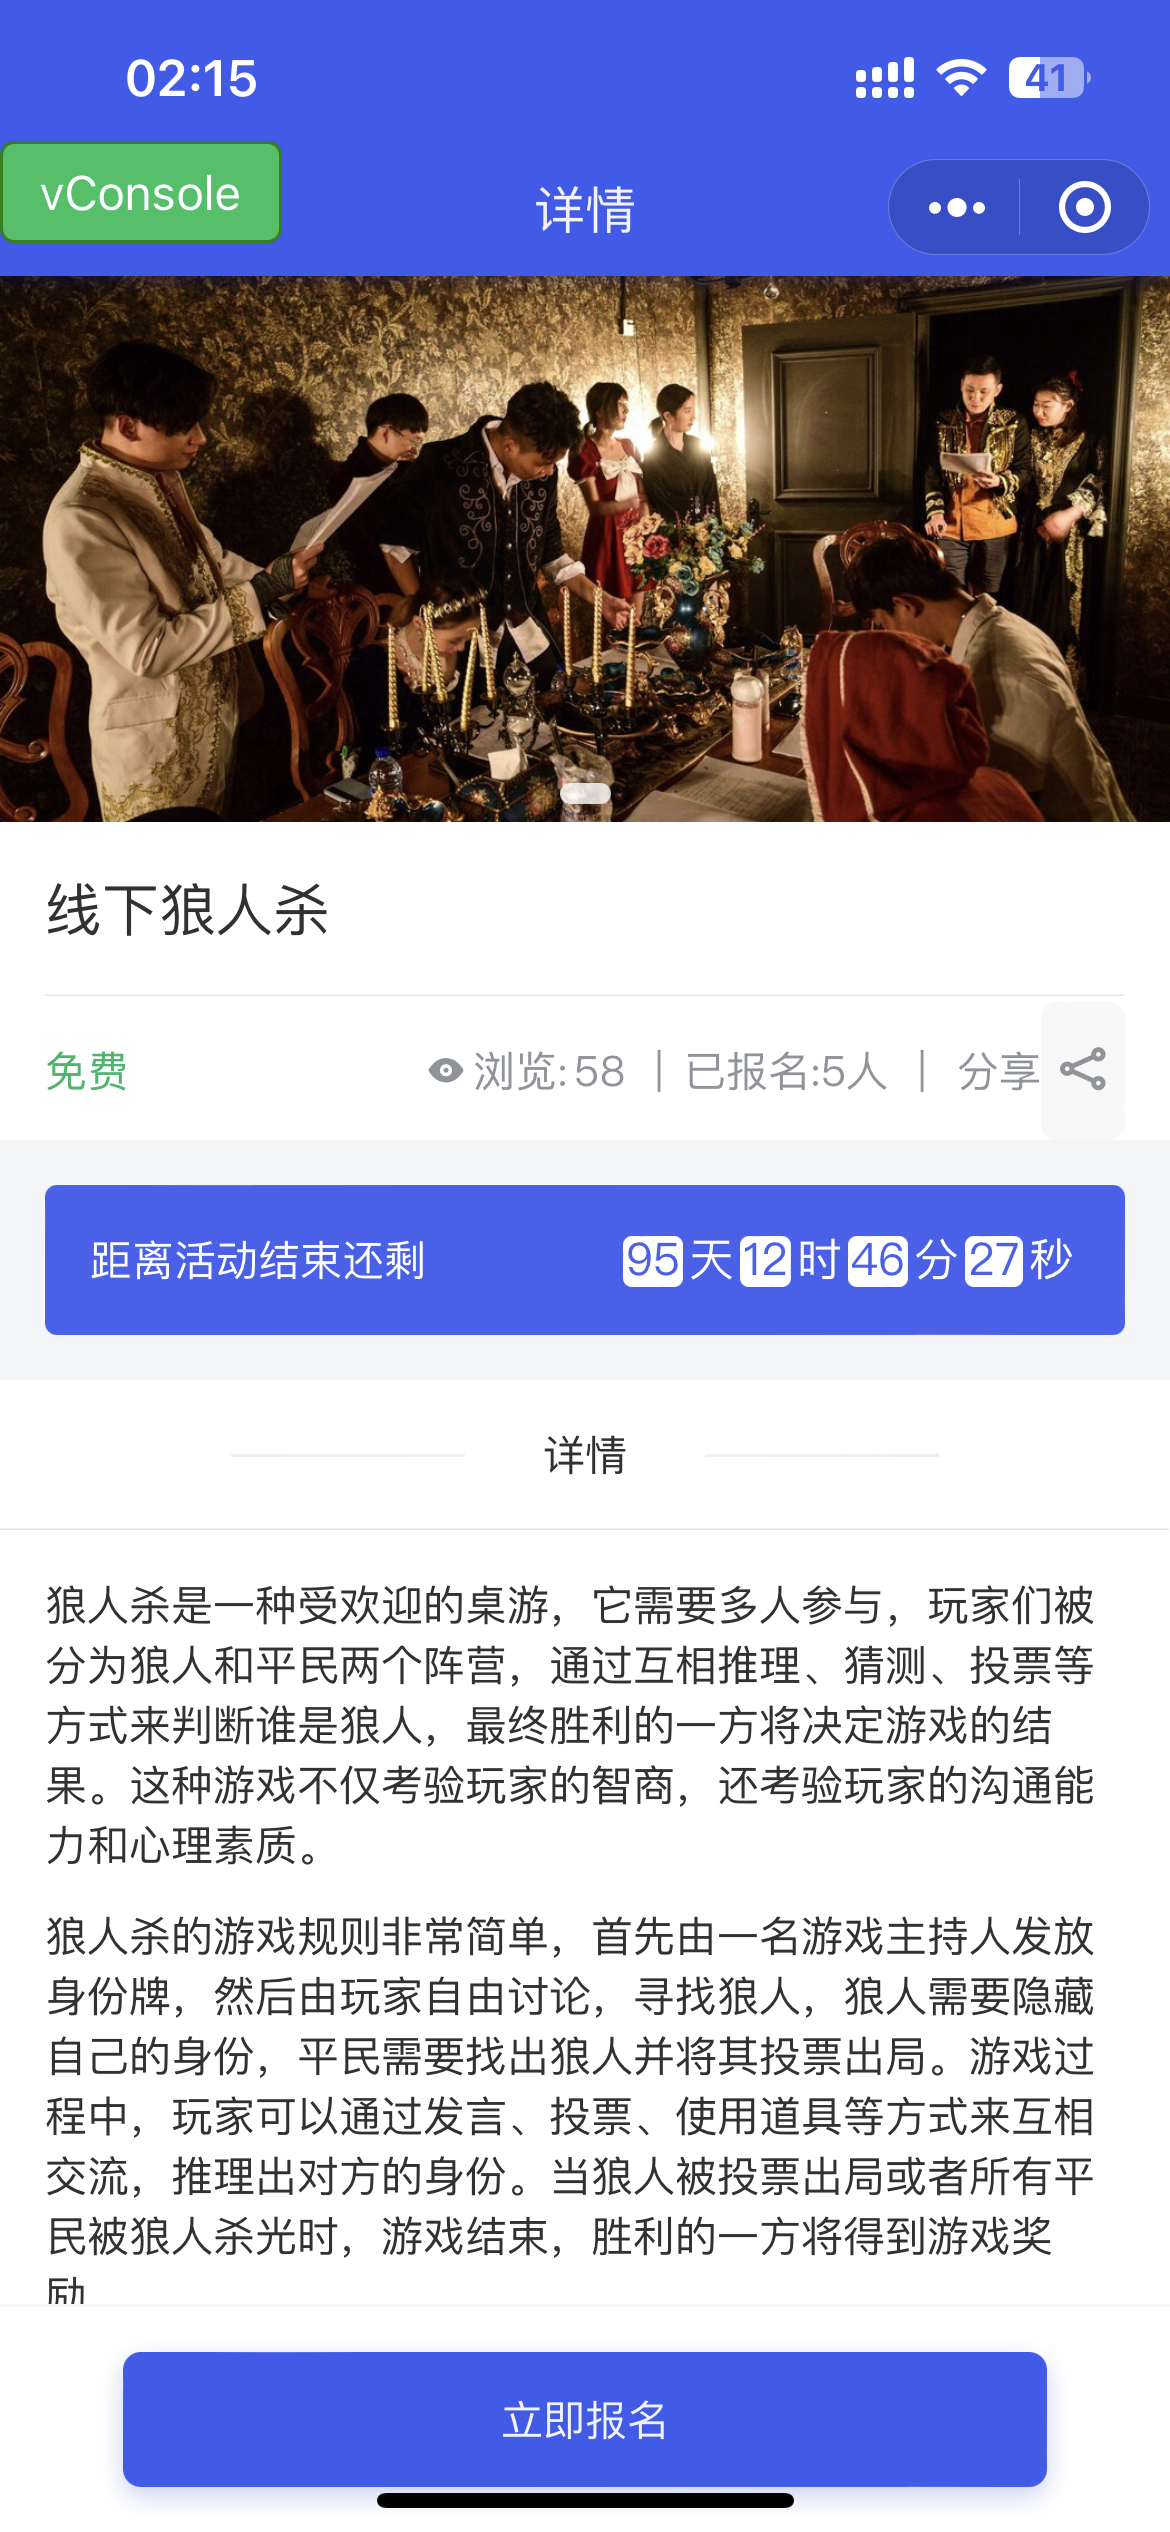 02:15
41
vConsole
详情
线下狼人杀
免费
浏览:58 | 已报名:5人 | 分享
距离活动结束还剩 95天12时46分27秒
详情
狼人杀是一种受欢迎的桌游，它需要多人参与，玩家们被
分为狼人和平民两个阵营，通过互相推理、猜测、投票等
方式来判断谁是狼人，最终胜利的一方将决定游戏的结
果。这种游戏不仅考验玩家的智商，还考验玩家的沟通能
力和心理素质。
狼人杀的游戏规则非常简单，首先由一名游戏主持人发放
身份牌，然后由玩家自由讨论，寻找狼人，狼人需要隐藏
自己的身份，平民需要找出狼人并将其投票出局。游戏过
程中，玩家可以通过发言、投票、使用道具等方式来互相
交流，推理出对方的身份。当狼人被投票出局或者所有平
民被狼人杀光时，游戏结束，胜利的一方将得到游戏奖
励
立即报名